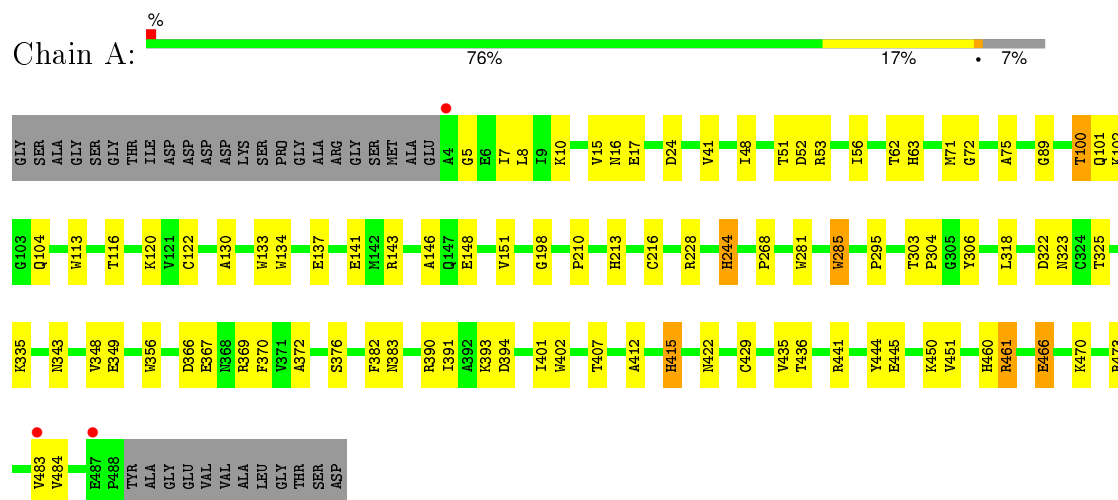 %
Chain A:
76% 17% • 7%
GLY SER ALA GLY SER GLY THR ILE ASP ASP ASP ASP LYS SER PRO GLY ALA ARG GLY SER MET ALA GLU A4 G5 E6 I7 L8 I9 K10 V15 N16 E17 D24 V41 I48 T51 D52 R53 I56 T62 H63 M71 G72 A75 G89 T100 Q101 K102
G103 Q104 W113 T116 K120 V121 C122 A130 W133 W134 E137 E141 M142 R143 A146 Q147 E148 V151 G198 P210 H213 C216 R228 H244 P268 W281 W285 P295 T303 P304 G305 Y306 L318 D322 N323 C324 T325
K335 N343 V348 E349 W356 D366 E367 N368 R369 F370 V371 A372 S376 F382 N383 R390 I391 A392 K393 D394 I401 W402 T407 A412 H415 N422 C429 V435 T436 R441 Y444 E445 K450 V451 H460 R461 E466 K470
V483 V484 E487 P488 TYR ALA GLY GLU VAL VAL ALA LEU GLY THR SER ASP